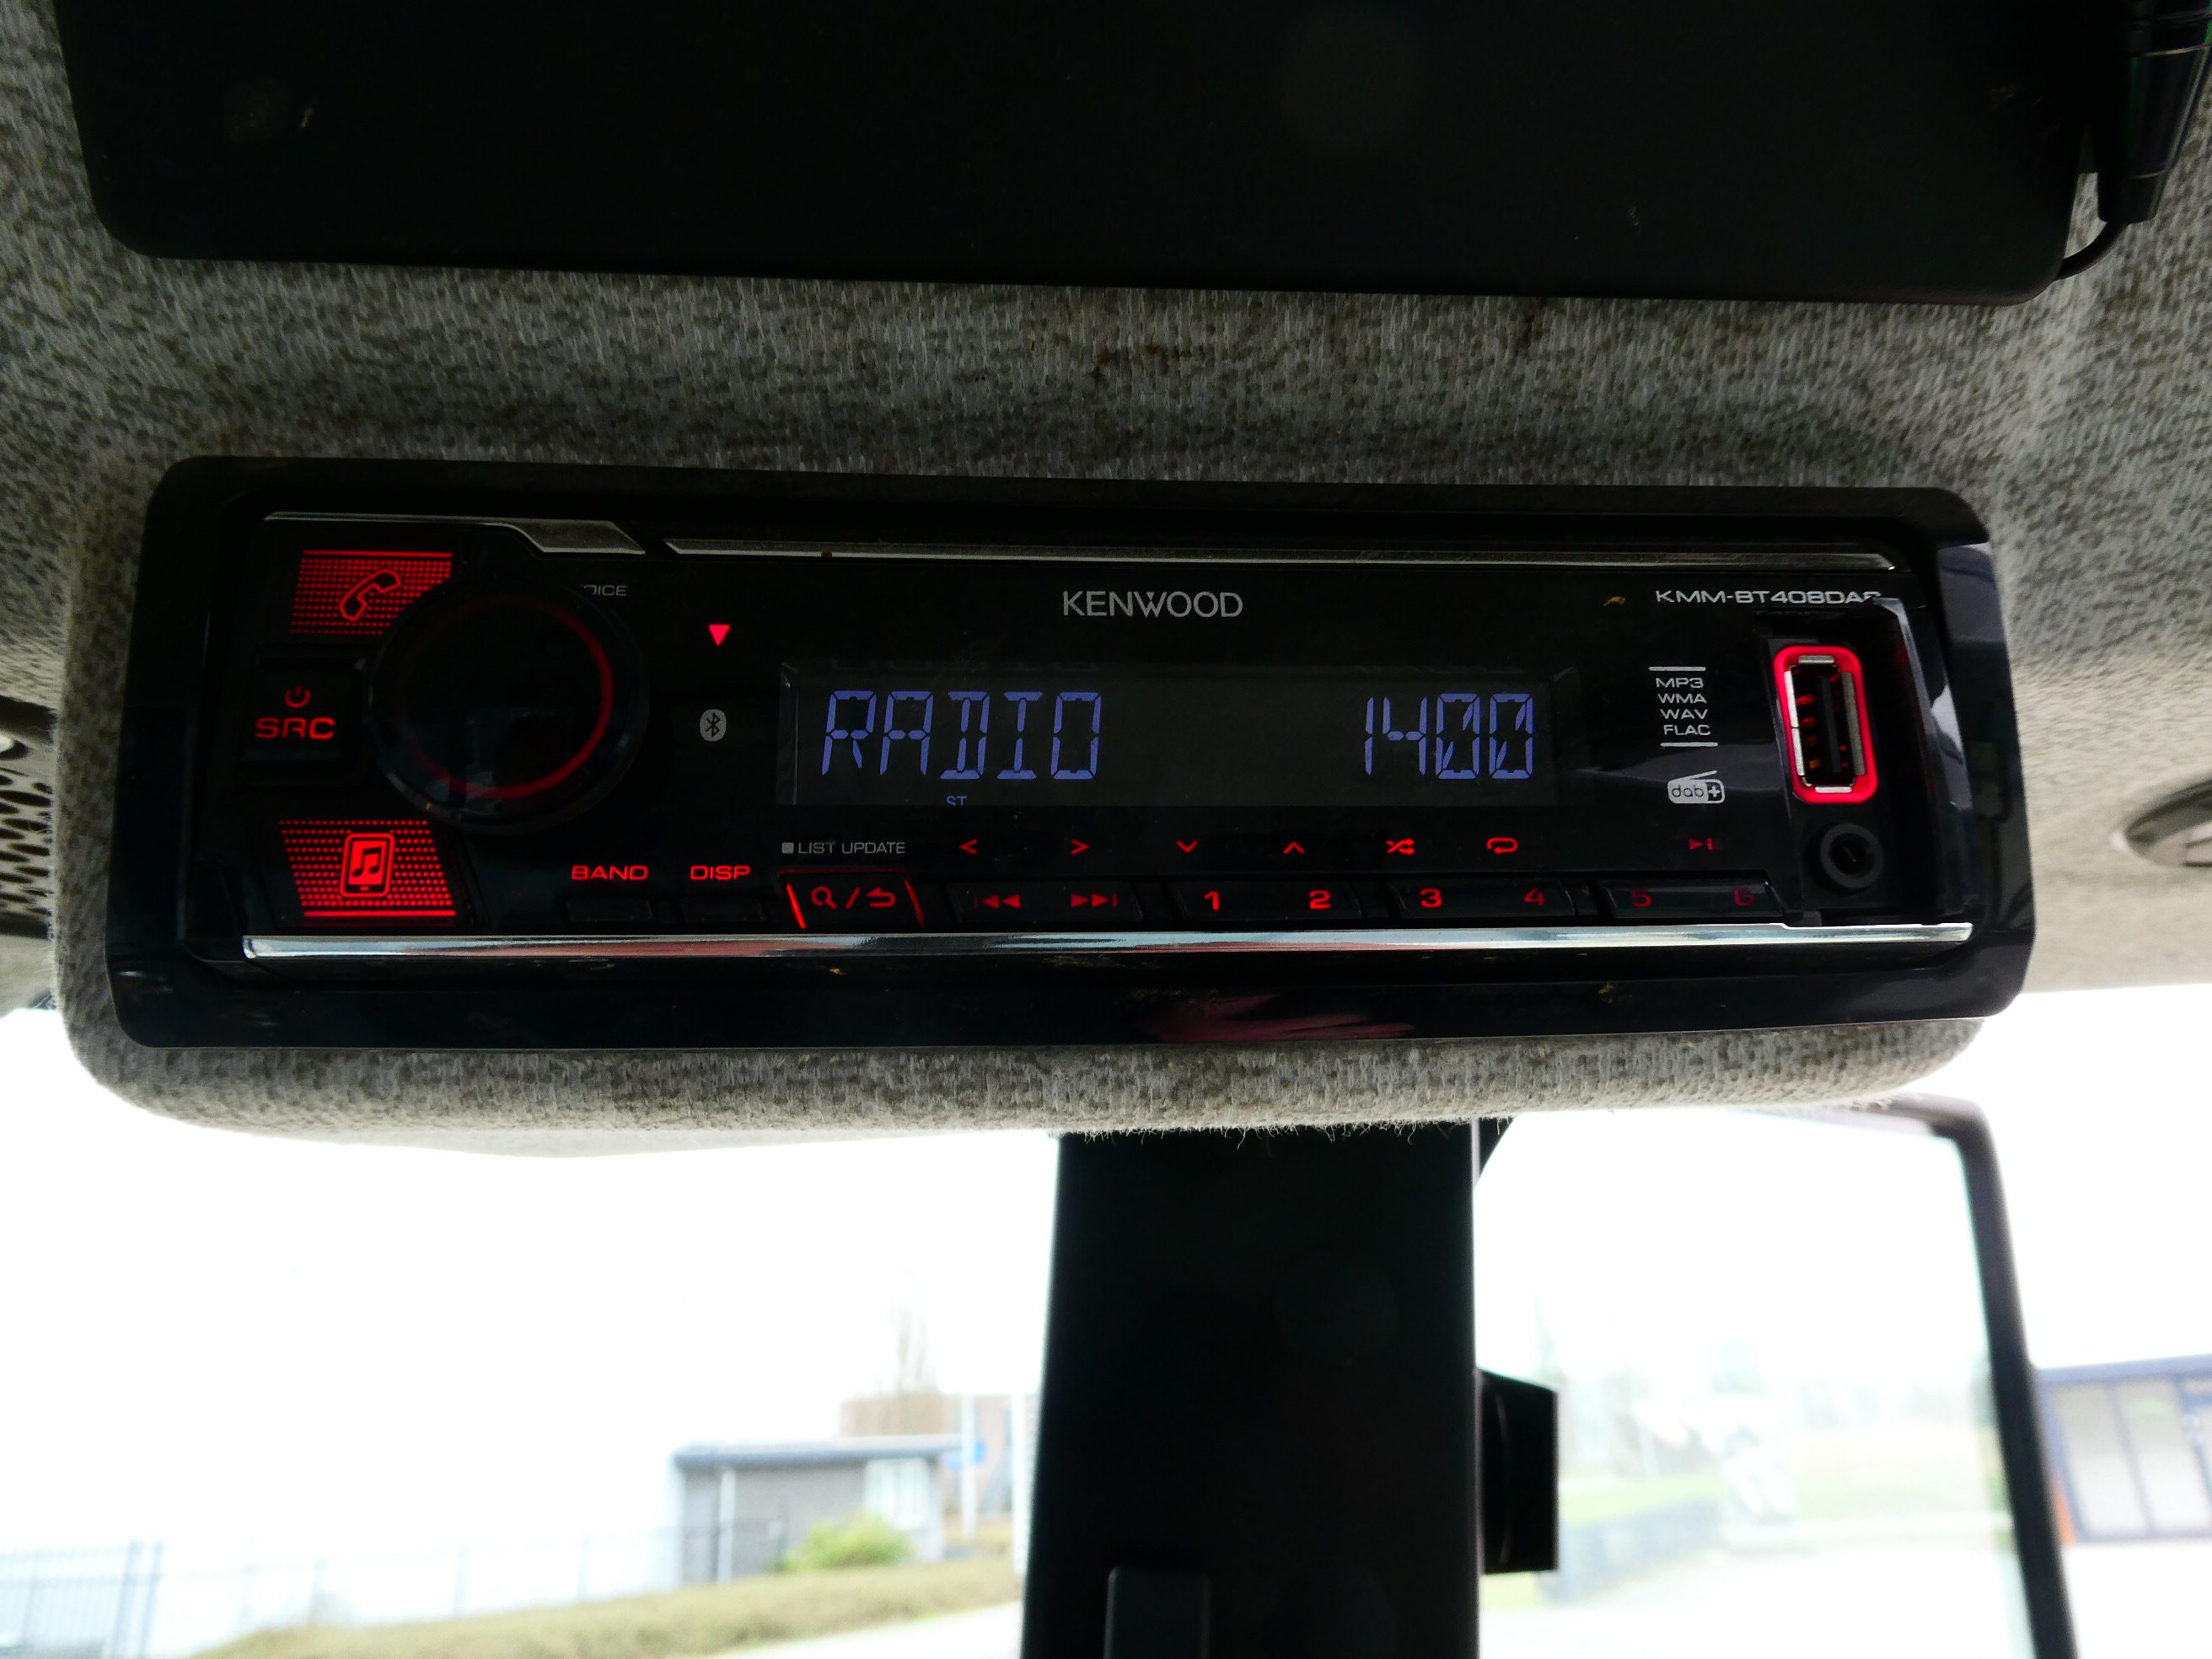 VOICE
KENWOOD
KMM-BT408DAB
SRC
RADIO 1400
ST
MP3
WMA
WAV
FLAC
dab+
LIST UPDATE
BAND
DISP
1 2 3 4 5 6